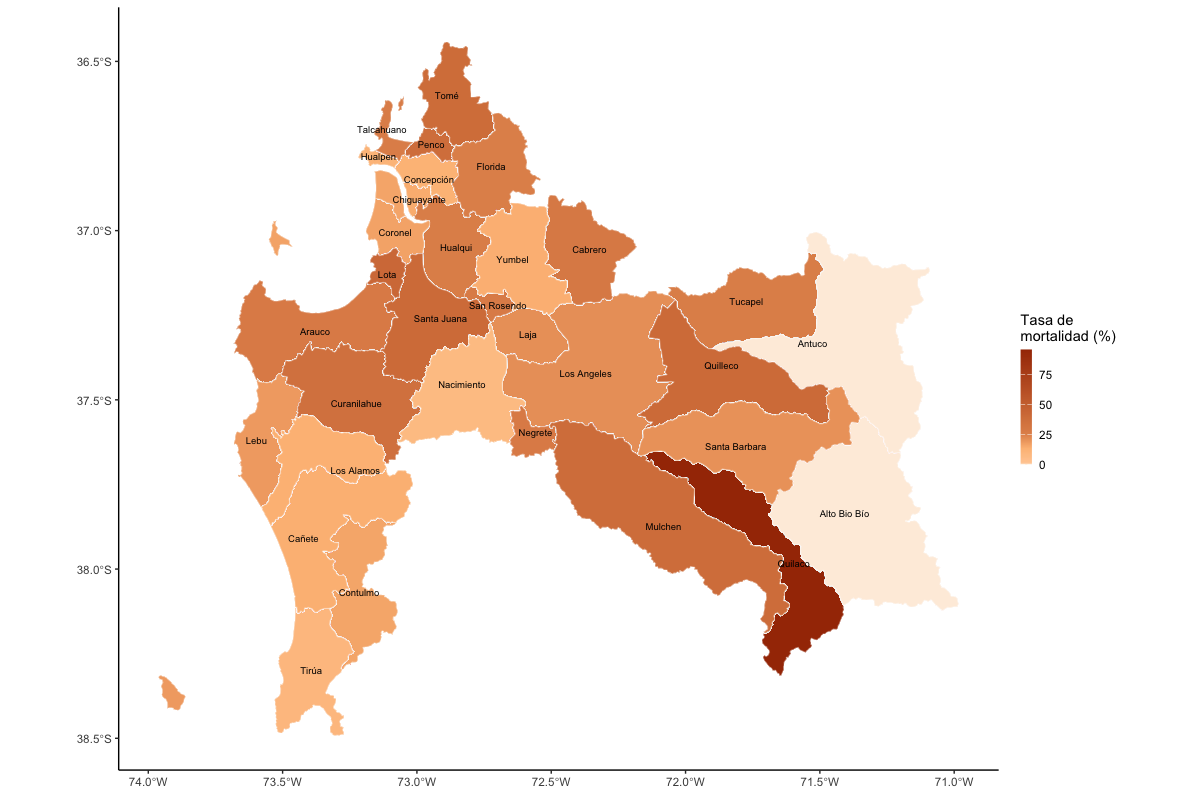 36.5°S
37.0°S
37.5°S
38.0°S
38.5°S
Tomé
Talcahuano
Penco
Hualpen
Florida
Concepción
Chiguayante
Coronel
Hualqui
Cabrero
Yumbel
Lota
Tucapel
San Rosendo
Santa Juana
Arauco
Laja
Antuco
Quilleco
Los Angeles
Nacimiento
Curanilahue
Negrete
Lebu
Santa Barbara
Los Alamos
Alto Bio Bío
Mulchen
Cañete
Quilaco
Contulmo
Tirúa
74.0°W
73.5°W
73.0°W
72.5°W
72.0°W
71.5°W
71.0°W
Tasa de
mortalidad (%)
75
50
25
0